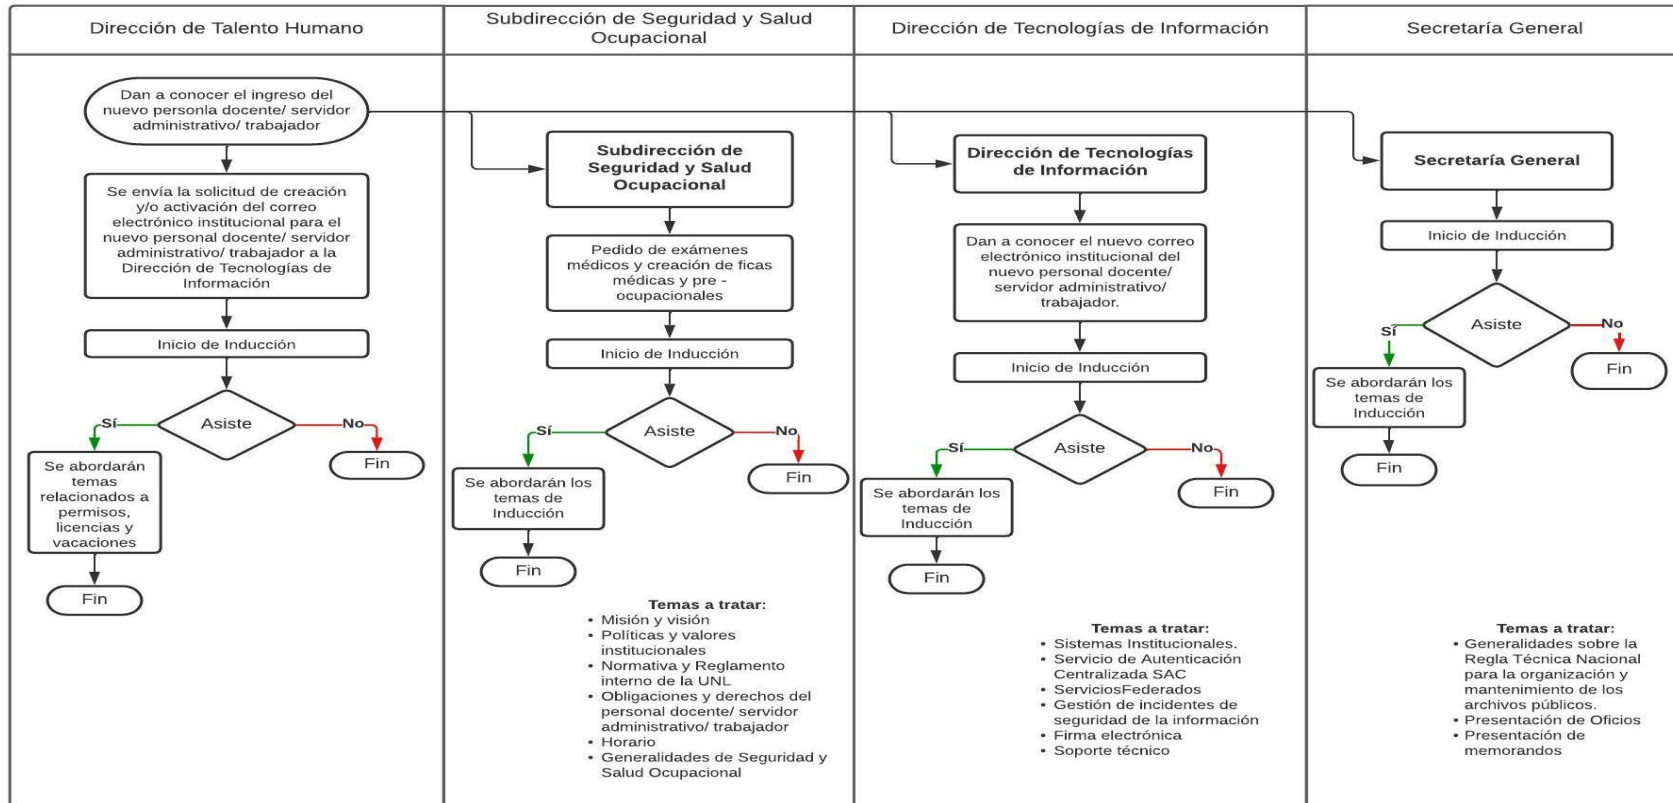 Dirección de Talento Humano
Subdirección de Seguridad y Salud
Ocupacional
Dirección de Tecnologías de Información
Secretaría General
Dan a conocer el ingreso del
nuevo personla docente/ servidor
administrativo/ trabajador
Se envía la solicitud de creación
y/o activación del correo
electrónico institucional para el
nuevo personal docente/ servidor
administrativo/ trabajador a la
Dirección de Tecnologías de
Información
Inicio de Inducción
Asiste
Sí
No
Fin
Se abordarán
temas
relacionados a
permisos,
licencias y
vacaciones
Fin
Subdirección de
Seguridad y Salud
Ocupacional
Pedido de exámenes
médicos y creación de ficas
médicas y pre -
ocupacionales
Inicio de Inducción
Asiste
Sí
No
Fin
Se abordarán los
temas de
Inducción
Fin
Temas a tratar:
• Misión y visión
• Políticas y valores
institucionales
• Normativa y Reglamento
interno de la UNL
• Obligaciones y derechos del
personal docente/ servidor
administrativo/ trabajador
• Horario
• Generalidades de Seguridad y
Salud Ocupacional
Dirección de Tecnologías
de Información
Dan a conocer el nuevo correo
electrónico institucional del
nuevo personal docente/
servidor administrativo/
trabajador.
Inicio de Inducción
Asiste
Sí
No
Fin
Se abordarán los
temas de
Inducción
Fin
Temas a tratar:
• Sistemas Institucionales.
• Servicio de Autenticación
Centralizada SAC
• ServiciosFederados
• Gestión de incidentes de
seguridad de la información
• Firma electrónica
• Soporte técnico
Secretaría General
Inicio de Inducción
Asiste
Sí
No
Fin
Se abordarán los
temas de
Inducción
Fin
Temas a tratar:
• Generalidades sobre la
Regla Técnica Nacional
para la organización y
mantenimiento de los
archivos públicos.
• Presentación de Oficios
• Presentación de
memorandos